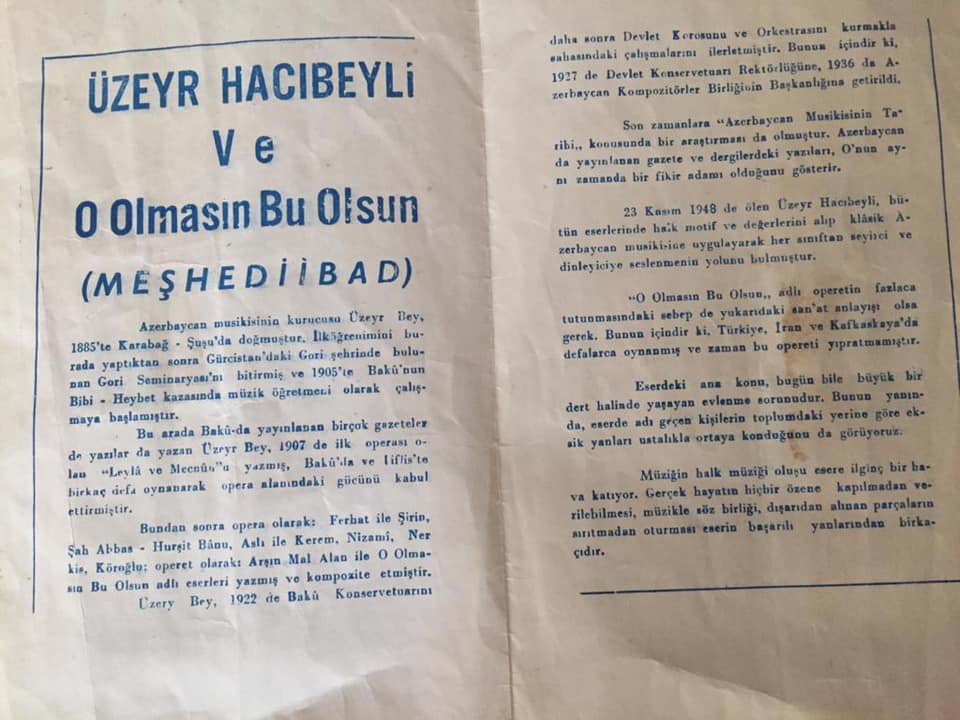 ÜZEYR HACIBEYLİ
Ve
O Olmasın Bu Olsun
(MEŞHEDİİBAD)
Azerbaycan musikisinin kurucusu Üzeyr Bey,
1885'te Karabağ - Şuşu'da doğmuştur. İlköğrenimini bu-
rada yaptıktan sonra Gürcistan'daki Gori şehrinde bulu-
nan Gori Seminaryası'nı bitirmiş ve 1905'te Bakû'nun
Bibi - Heybet kazasında müzik öğretmeni olarak çalış-
maya başlamıştır.
Bu arada Bakû-da yayınlanan birçok gazeteler
de yazılar da yazan Üzeyr Bey, 1907 de ilk operası o-
lan "Leylâ ve Mecnûn"u yazmış, Bakû'da ve Tiflis'te
birkaç defa oynanarak opera alanındaki gücünü kabul
ettirmiştir.
Bundan sonra opera olarak: Ferhat ile Şirin,
Şah Abbas - Hurşit Bânu, Aslı ile Kerem, Nizamî, Ner
kis, Köroğlu; operet olarak: Arşın Mal Alan ile O Olma-
sın Bu Olsun adlı eserleri yazmış ve kompozite etmiştir.
Üzery Bey, 1922 de Bakû Konservetuarını
daha sonra Devlet Korosunu ve Orkestrasını kurmakla
sahasındaki çalışmalarını ilerletmiştir. Bunun içindir ki,
1927 de Devlet Konservetuarı Rektörlüğüne, 1936 da A-
zerbaycan Kompozitörler Birliğinin Başkanlığına getirildi.
Son zamanlara "Azerbaycan Musikisinin Ta-
rihi,, konusunda bir araştırması da olmuştur. Azerbaycan
da yayınlanan gazete ve dergilerdeki yazıları, O'nun ay-
nı zamanda bir fikir adamı olduğunu gösterir.
23 Kasım 1948 de ölen Üzeyr Hacıbeyli, bü-
tün eserlerinde halk motif ve değerlerini alıp klâsik A-
zerbaycan musikisine uygulayarak her sınıftan seyirci ve
dinleyiciye seslenmenin yolunu bulmuştur.
"O Olmasın Bu Olsun,, adlı operetin fazlaca
tutunmasındaki sebep de yukarıdaki san'at anlayışı olsa
gerek. Bunun içindir ki, Türkiye, İran ve Kafkaskaya'da
defalarca oynanmış ve zaman bu opereti yıpratmamıştır.
Eserdeki ana konu, bugün bile büyük bir
dert halinde yaşayan evlenme sorunudur. Bunun yanın-
da, eserde adı geçen kişilerin toplumdaki yerine göre ek-
sik yanları ustalıkla ortaya konduğunu da görüyoruz.
Müziğin halk müziği oluşu esere ilginç bir ha-
va katıyor. Gerçek hayatın hiçbir özene kapılmadan ve-
rilebilmesi, müzikle söz birliği, dışarıdan alınan parçaların
sırıtmadan oturması eserin başarılı yanlarından birka-
çıdır.